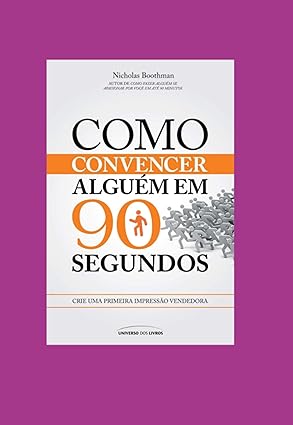 Nicholas Boothman
AUTOR DE COMO FAZER ALGUÉM SE
APAIXONAR POR VOCÊ EM ATÉ 90 MINUTOS
COMO
CONVENCER
ALGUÉM EM
90
SEGUNDOS
CRIE UMA PRIMEIRA IMPRESSÃO VENDEDORA
UNIVERSO DOS LIVROS